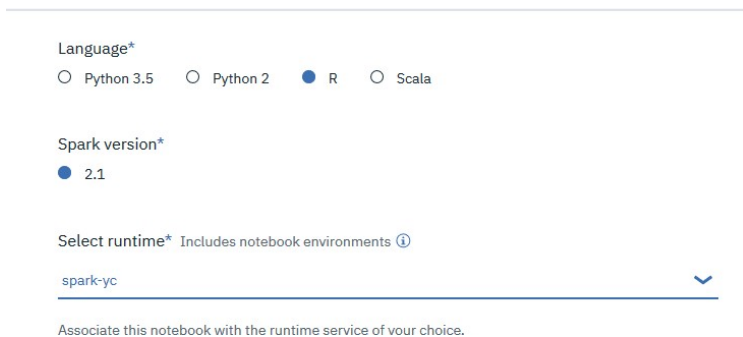 Language*
Python 3.5 Python 2 R Scala
Spark version*
2.1
Select runtime* Includes notebook environments
spark-yc
Associate this notebook with the runtime service of your choice.